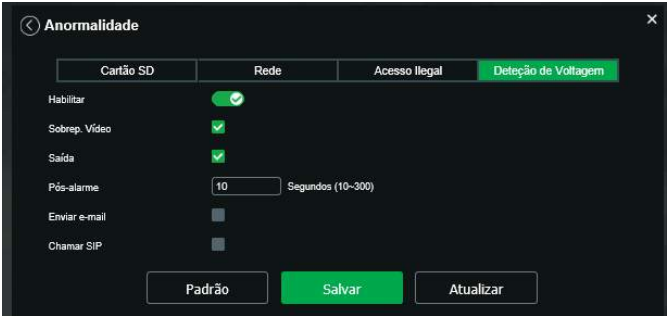 Anormalidade
Cartão SD Rede Acesso Ilegal Deteção de Voltagem
Habilitar
Sobrep. Vídeo
Saída
Pós-alarme 10 Segundos (10~300)
Enviar e-mail
Chamar SIP
Padrão Salvar Atualizar